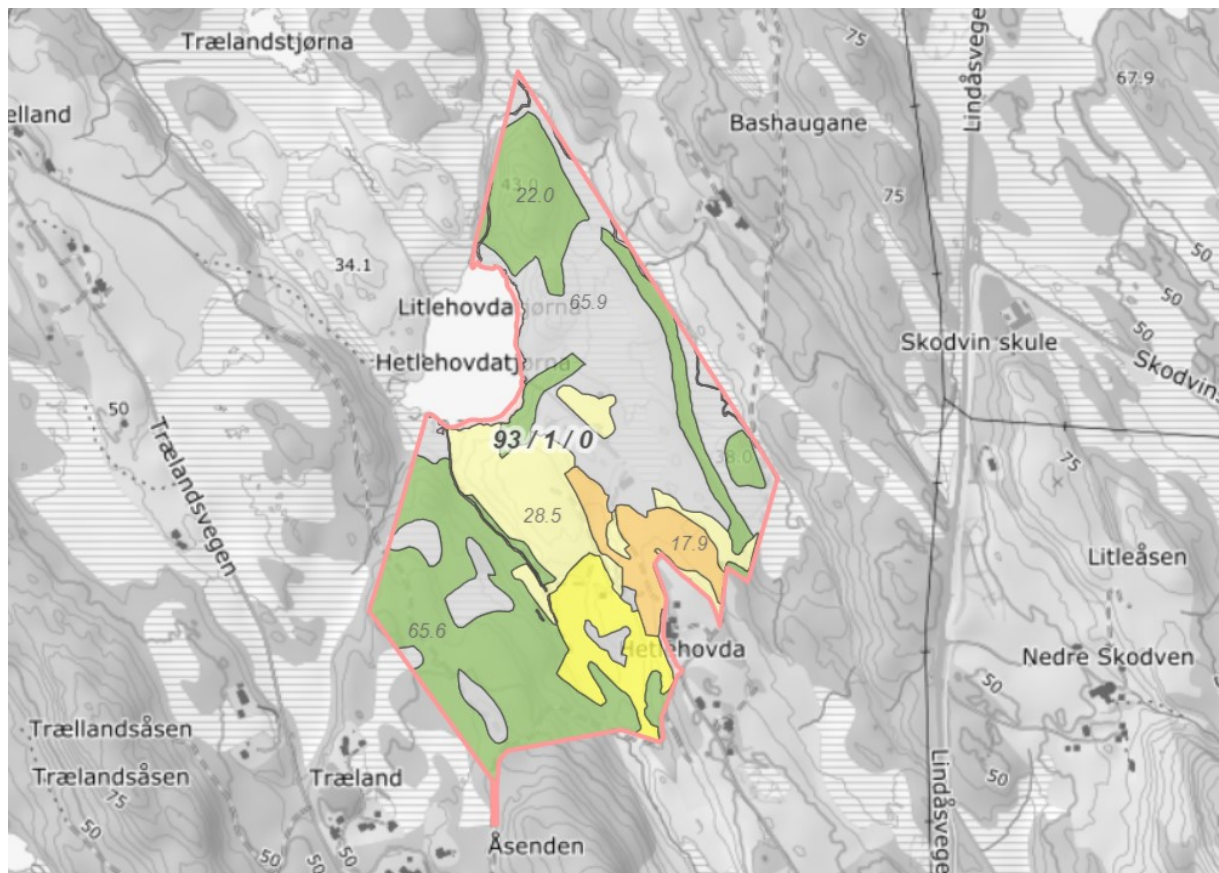 Trælandstjørna
75
Lindåsvege
67.9
elland
Bashaugane
43.0
22.0
75
50
34.1
65.9
Litlehovda
jørna
50
Skodvin skule
Hetlehovdatjørna
Skodvins
50
Trælandsvegen
93 / 1 / 0
38.0
75
28.5
17.9
Litleåsen
65.6
Hetlehovda
Nedre Skodven
50
Trællandsåsen
Trælandsåsen
Træland
75
50
50
50
50
Lindåsvege
Åsenden